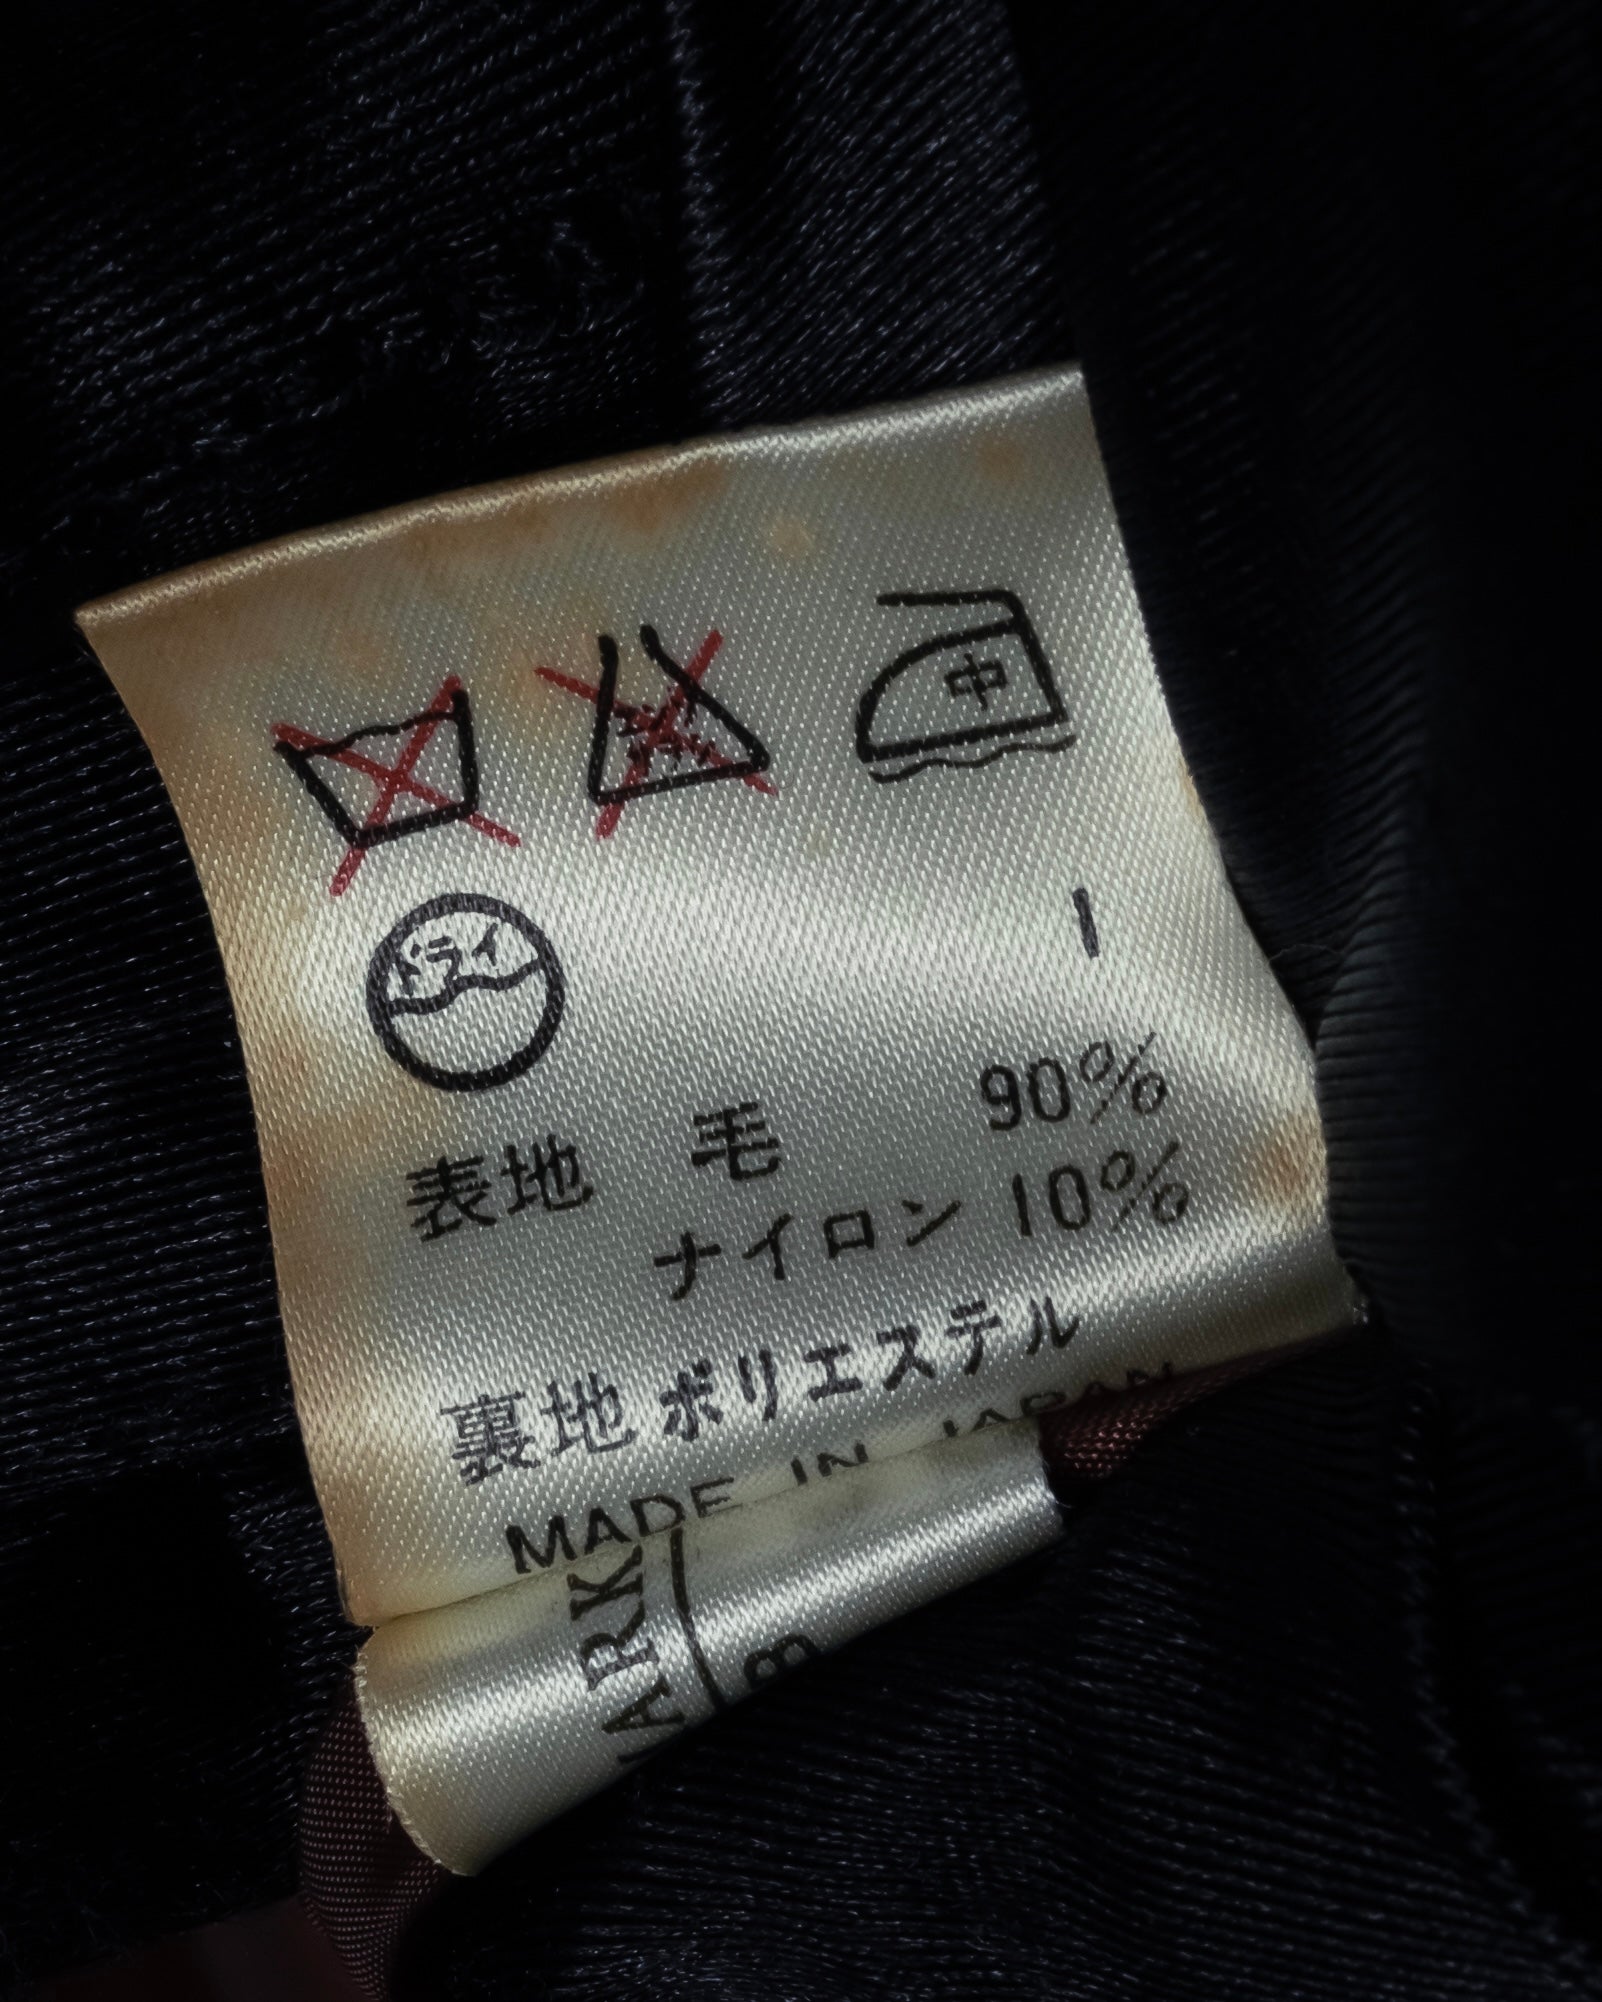 中
ドライ
I
表地 毛 90%
ナイロン 10%
裏地 ポリエステル
MADE IN JAPAN
ARK
B